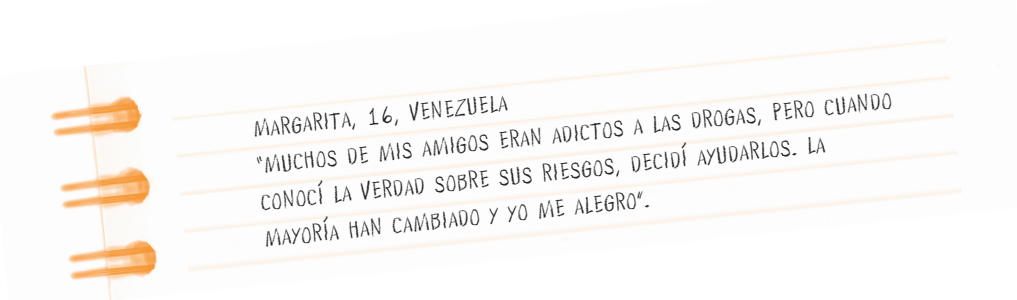 MARGARITA, 16, VENEZUELA
"MUCHOS DE MIS AMIGOS ERAN ADICTOS A LAS DROGAS, PERO CUANDO
CONOCÍ LA VERDAD SOBRE SUS RIESGOS, DECIDÍ AYUDARLOS. LA
MAYORÍA HAN CAMBIADO Y YO ME ALEGRO".